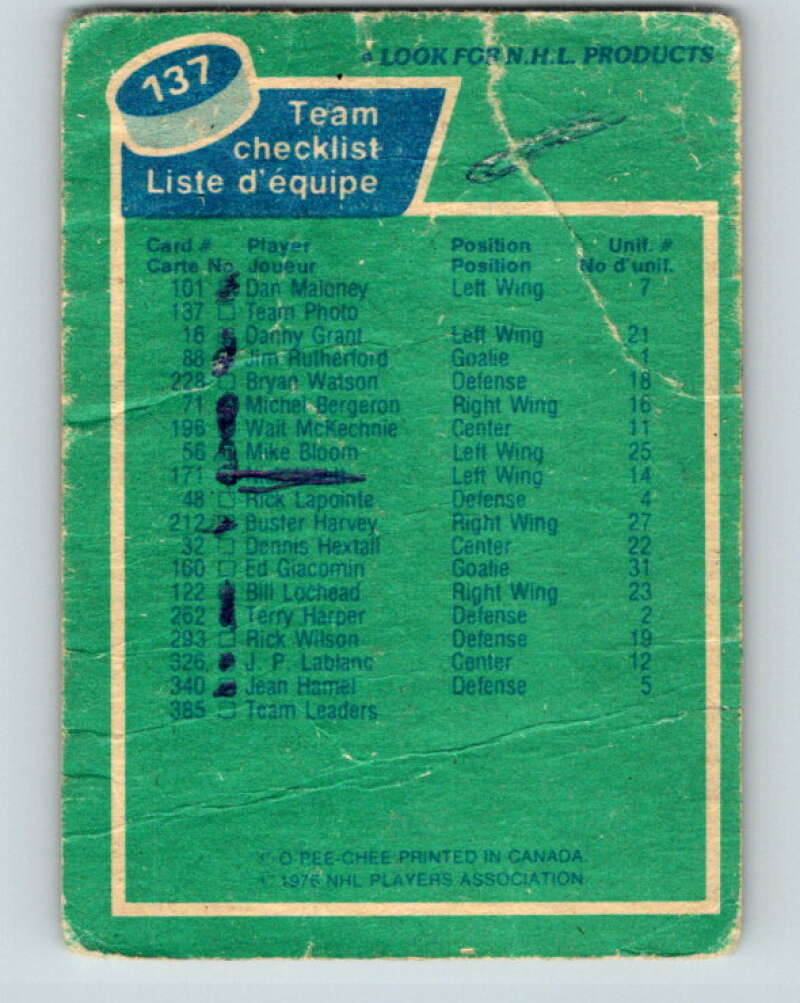 137
LOOK FOR N.H.L. PRODUCTS
Team
checklist
Liste d'équipe
Card # Player Position Unif. #
Carte No. Joueur Position No d'unif.
101 Dan Maloney Left Wing 7
137 Team Photo
16 Danny Grant Left Wing 21
88 Jim Rutherford Goalie 1
228 Bryan Watson Defense 18
71 Michel Bergeron Right Wing 16
196 Walt McKechnie Center 11
56 Mike Bloom Left Wing 25
171 Left Wing 14
48 Rick Lapointe Defense 4
212 Buster Harvey Right Wing 27
32 Dennis Hextall Center 22
160 Ed Giacomin Goalie 31
122 Bill Lochead Right Wing 23
262 Terry Harper Defense 2
293 Rick Wilson Defense 19
326 J. P. Lablanc Center 12
340 Jean Hamel Defense 5
385 Team Leaders
© O-PEE-CHEE PRINTED IN CANADA
© 1976 NHL PLAYERS ASSOCIATION